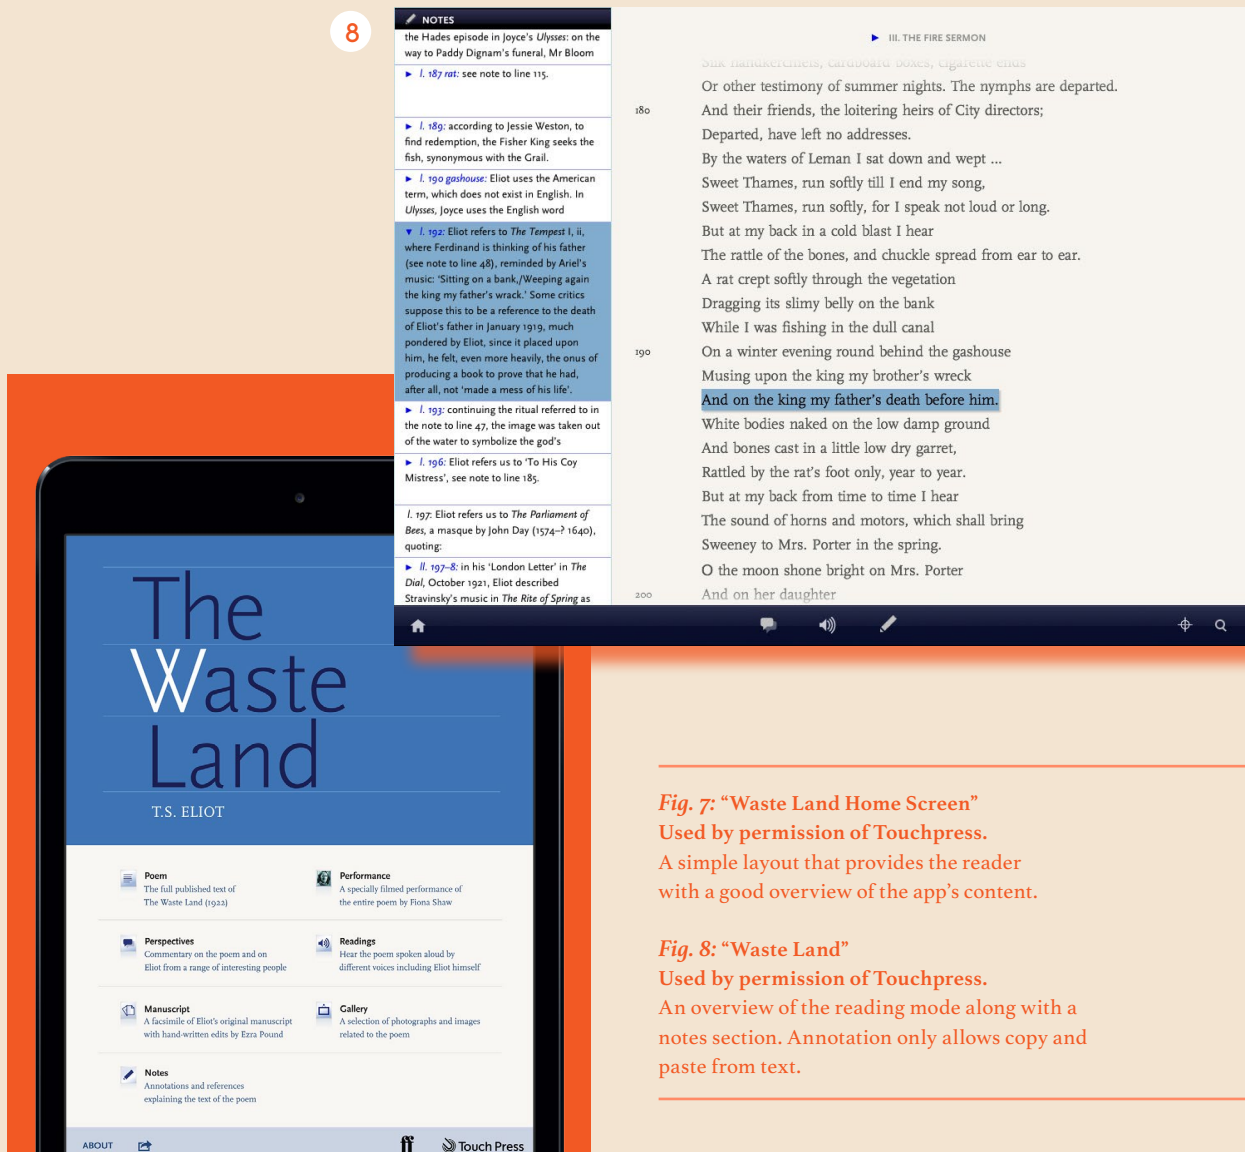 8
NOTES
the Hades episode in Joyce's Ulysses: on the
way to Paddy Dignam's funeral, Mr Bloom
► l. 187 rat: see note to line 115.
► l. 189: according to Jessie Weston, to
find redemption, the Fisher King seeks the
fish, synonymous with the Grail.
► l. 190 gashouse: Eliot uses the American
term, which does not exist in English. In
Ulysses, Joyce uses the English word
▼ l. 192: Eliot refers to The Tempest I, ii,
where Ferdinand is thinking of his father
(see note to line 48), reminded by Ariel's
music: 'Sitting on a bank,/Weeping again
the king my father's wrack.' Some critics
suppose this to be a reference to the death
of Eliot's father in January 1919, much
pondered by Eliot, since it placed upon
him, he felt, even more heavily, the onus of
producing a book to prove that he had,
after all, not 'made a mess of his life'.
► l. 193: continuing the ritual referred to in
the note to line 47, the image was taken out
of the water to symbolize the god's
► l. 196: Eliot refers us to 'To His Coy
Mistress', see note to line 185.
l. 197: Eliot refers us to The Parliament of
Bees, a masque by John Day (1574–? 1640),
quoting:
► ll. 197–8: in his 'London Letter' in The
Dial, October 1921, Eliot described
Stravinsky's music in The Rite of Spring as
► III. THE FIRE SERMON
Silk handkerchiefs, cardboard boxes, cigarette ends
Or other testimony of summer nights. The nymphs are departed.
180 And their friends, the loitering heirs of City directors;
Departed, have left no addresses.
By the waters of Leman I sat down and wept ...
Sweet Thames, run softly till I end my song,
Sweet Thames, run softly, for I speak not loud or long.
But at my back in a cold blast I hear
The rattle of the bones, and chuckle spread from ear to ear.
A rat crept softly through the vegetation
Dragging its slimy belly on the bank
While I was fishing in the dull canal
190 On a winter evening round behind the gashouse
Musing upon the king my brother's wreck
And on the king my father's death before him.
White bodies naked on the low damp ground
And bones cast in a little low dry garret,
Rattled by the rat's foot only, year to year.
But at my back from time to time I hear
The sound of horns and motors, which shall bring
Sweeney to Mrs. Porter in the spring.
O the moon shone bright on Mrs. Porter
200 And on her daughter
The
Waste
Land
T.S. ELIOT
Poem
The full published text of
The Waste Land (1922)
Performance
A specially filmed performance of
the entire poem by Fiona Shaw
Perspectives
Commentary on the poem and on
Eliot from a range of interesting people
Readings
Hear the poem spoken aloud by
different voices including Eliot himself
Manuscript
A facsimile of Eliot's original manuscript
with hand-written edits by Ezra Pound
Gallery
A selection of photographs and images
related to the poem
Notes
Annotations and references
explaining the text of the poem
ABOUT
ff
Touch Press
Fig. 7: “Waste Land Home Screen”
Used by permission of Touchpress.
A simple layout that provides the reader
with a good overview of the app's content.
Fig. 8: “Waste Land”
Used by permission of Touchpress.
An overview of the reading mode along with a
notes section. Annotation only allows copy and
paste from text.